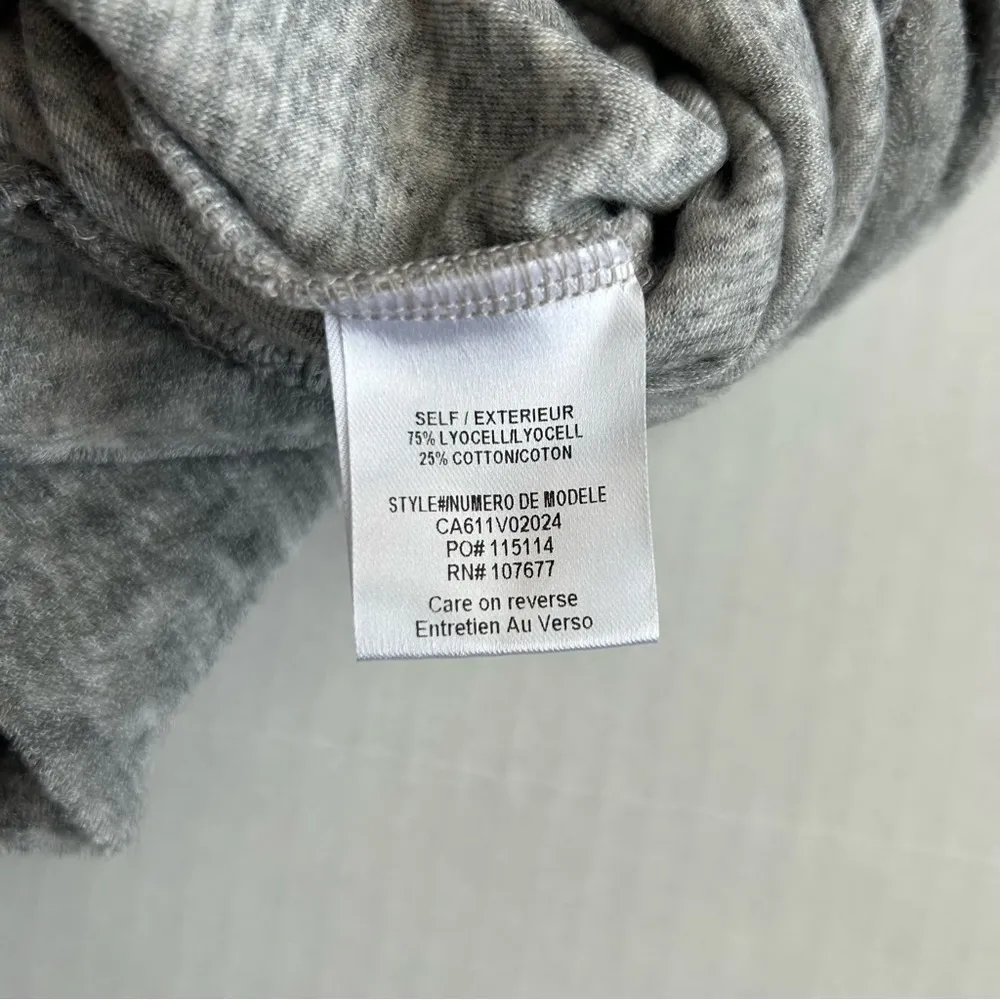 SELF / EXTERIEUR
75% LYOCELL/LYOCELL
25% COTTON/COTON
STYLE#/NUMERO DE MODELE
CA611V02024
PO# 115114
RN# 107677
Care on reverse
Entretien Au Verso